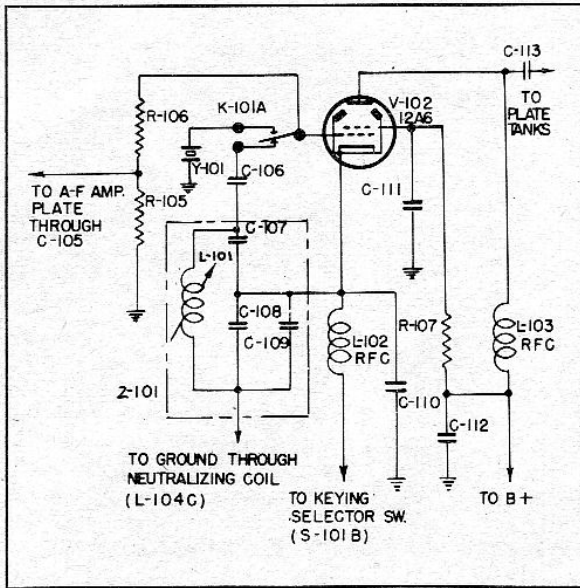 C-113
TO
PLATE
TANKS
K-101A
V-102
12A6
R-106
Y-101
C-106
C-111
TO A-F AMP.
PLATE
THROUGH
C-105
R-105
C-107
L-101
C-108
C-109
L-102
RFC
R-107
L-103
RFC
Z-101
C-110
C-112
TO GROUND THROUGH
NEUTRALIZING COIL
(L-104C)
TO KEYING
SELECTOR SW.
(S-101B)
TO B+